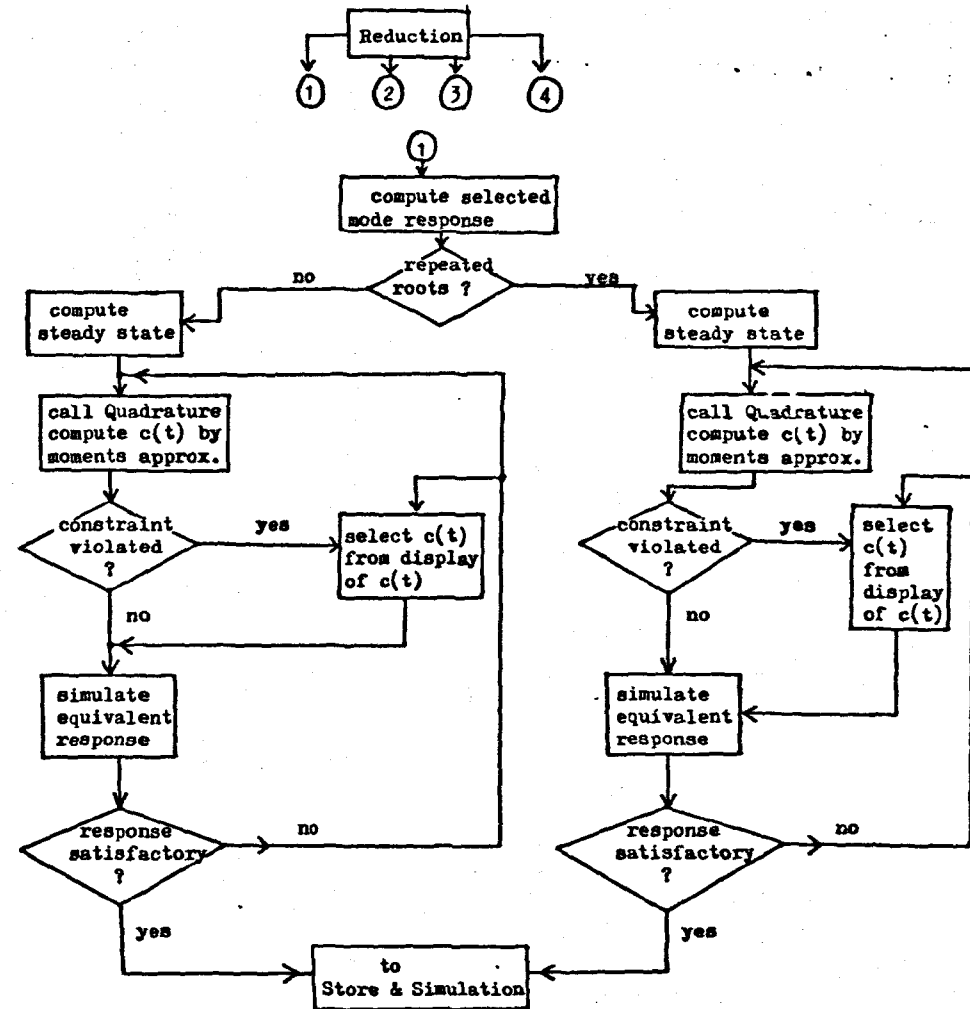 Reduction
1
2
3
4
1
compute selected
mode response
repeated
roots ?
no
yes
compute
steady state
call Quadrature
compute c(t) by
moments approx.
constraint
violated
?
yes
select c(t)
from display
of c(t)
no
simulate
equivalent
response
response
satisfactory
?
no
yes
compute
steady state
call Quadrature
compute c(t) by
moments approx.
constraint
violated
?
yes
select
c(t)
from
display
of c(t)
no
simulate
equivalent
response
response
satisfactory
?
no
yes
to
Store & Simulation